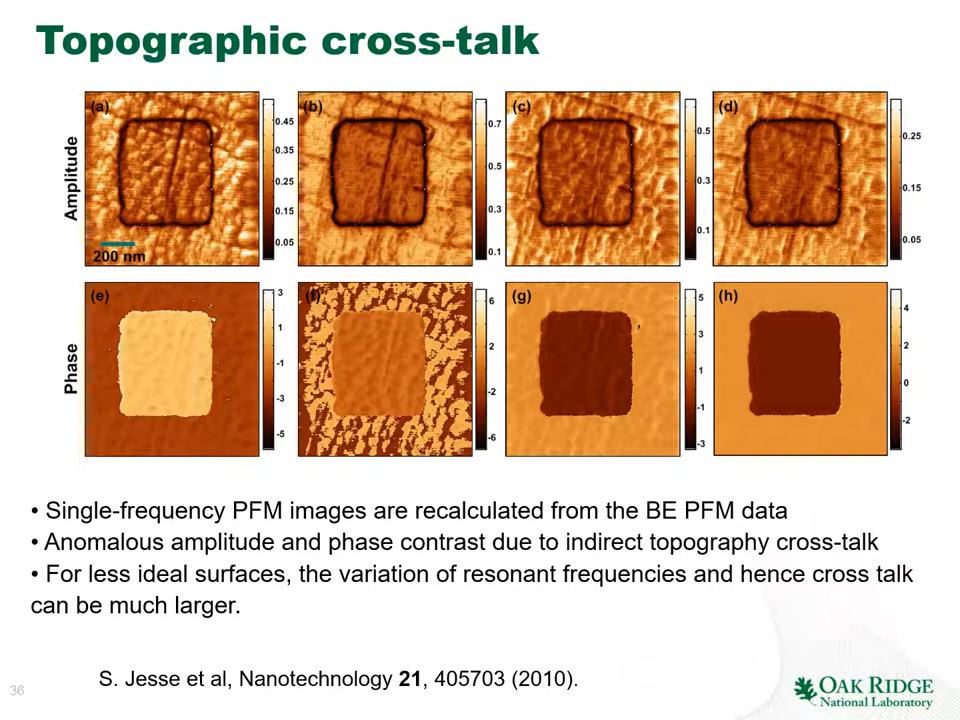 Topographic cross-talk
Amplitude
(a)
200 nm
0.45
0.35
0.25
0.15
0.05
(b)
0.7
0.5
0.3
0.1
(c)
0.5
0.3
0.1
(d)
0.25
0.15
0.05
Phase
(e)
3
1
-1
-3
-5
(f)
6
2
-2
-6
(g)
5
3
1
-1
-3
(h)
4
2
0
-2
• Single-frequency PFM images are recalculated from the BE PFM data
• Anomalous amplitude and phase contrast due to indirect topography cross-talk
• For less ideal surfaces, the variation of resonant frequencies and hence cross talk
can be much larger.
S. Jesse et al, Nanotechnology 21, 405703 (2010).
36
OAK RIDGE
National Laboratory